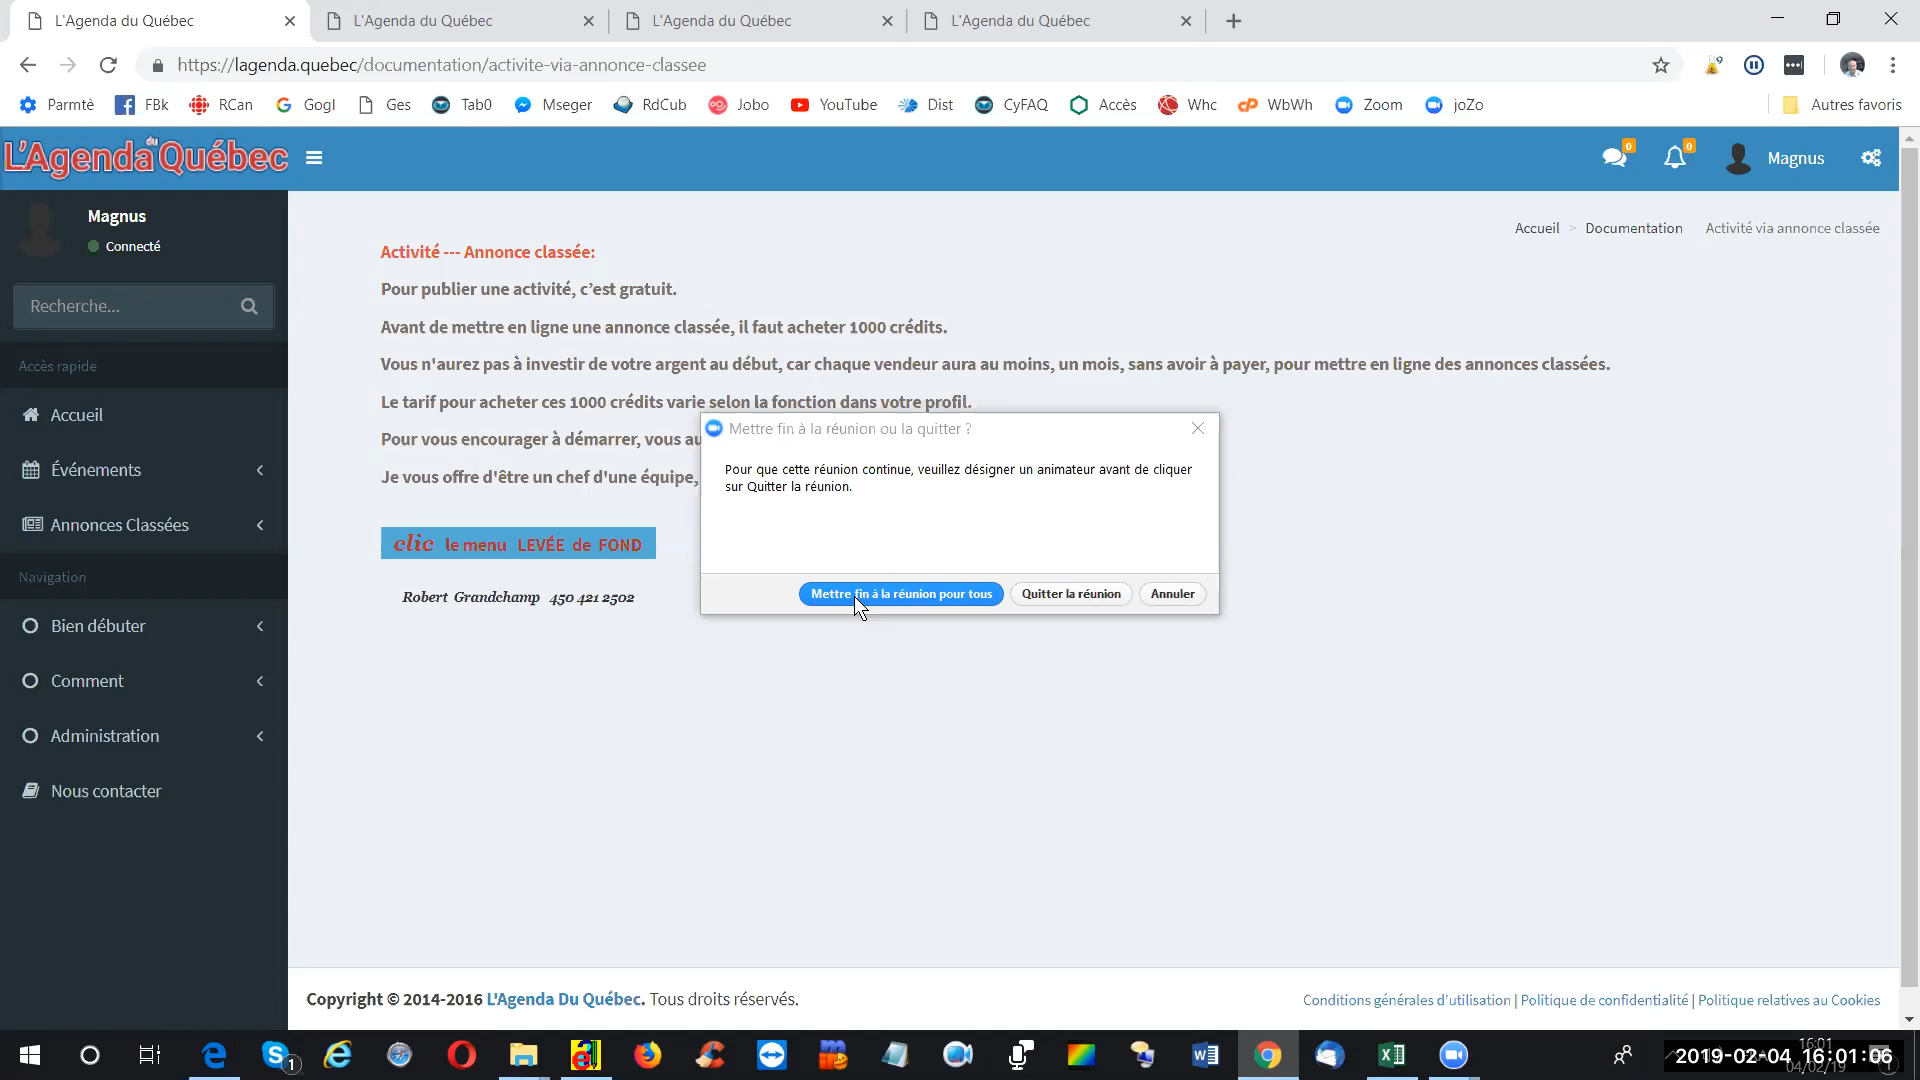 L'Agenda du Québec
L'Agenda du Québec
L'Agenda du Québec
L'Agenda du Québec
https://lagenda.quebec/documentation/activite-via-annonce-classee
Parmtè FBk RCan Gogl Ges Tab0 Mseger RdCub Jobo YouTube Dist CyFAQ Accès Whc WbWh Zoom joZo Autres favoris
L'Agenda du Québec
0 0 Magnus
Magnus
Connecté
Recherche...
Accès rapide
Accueil
Événements
Annonces Classées
Navigation
Bien débuter
Comment
Administration
Nous contacter
Accueil > Documentation Activité via annonce classée
Activité --- Annonce classée:
Pour publier une activité, c’est gratuit.
Avant de mettre en ligne une annonce classée, il faut acheter 1000 crédits.
Vous n'aurez pas à investir de votre argent au début, car chaque vendeur aura au moins, un mois, sans avoir à payer, pour mettre en ligne des annonces classées.
Le tarif pour acheter ces 1000 crédits varie selon la fonction dans votre profil.
Pour vous encourager à démarrer, vous au
Je vous offre d'être un chef d'une équipe,
clic le menu LEVÉE de FOND
Robert Grandchamp 450 421 2502
Mettre fin à la réunion ou la quitter ?
Pour que cette réunion continue, veuillez désigner un animateur avant de cliquer
sur Quitter la réunion.
Mettre fin à la réunion pour tous Quitter la réunion Annuler
Copyright © 2014-2016 L'Agenda Du Québec. Tous droits réservés.
Conditions générales d'utilisation | Politique de confidentialité | Politique relatives au Cookies
1
16:01
2019-02-04 16:01:06
04/02/19
1